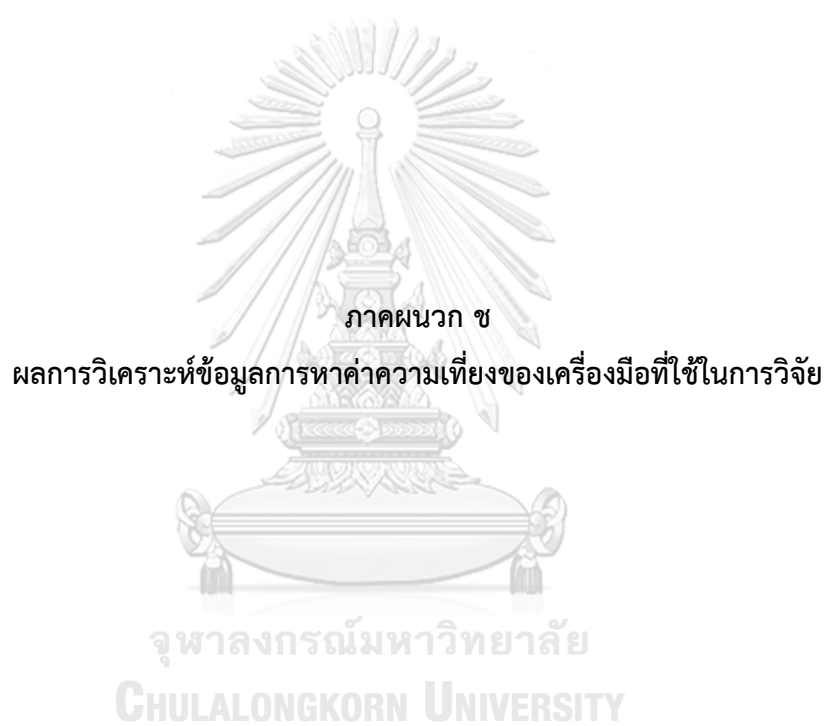 ภาคผนวก ช
ผลการวิเคราะห์ข้อมูลการหาค่าความเที่ยงของเครื่องมือที่ใช้ในการวิจัย
จุฬาลงกรณ์มหาวิทยาลัย
CHULALONGKORN UNIVERSITY